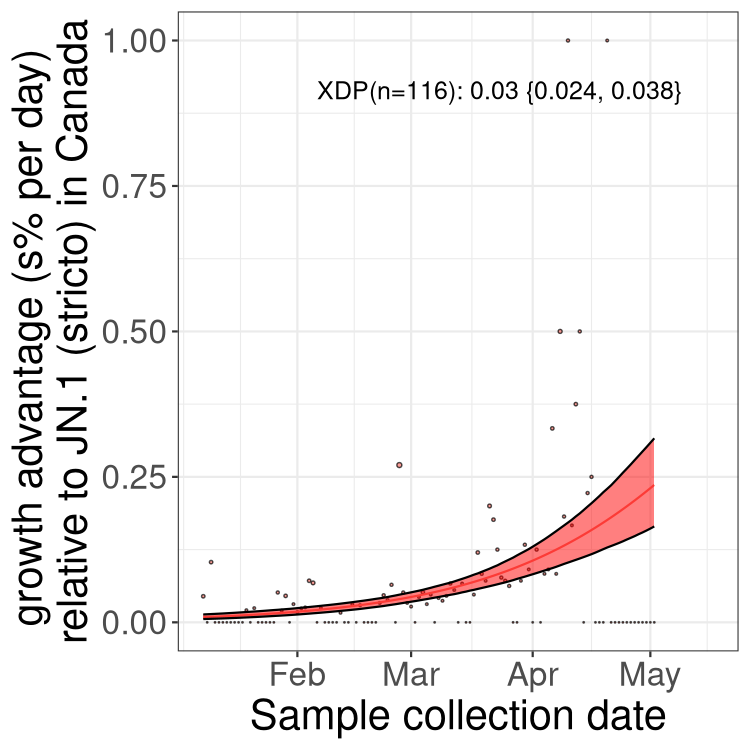 growth advantage (s% per day)
relative to JN.1 (stricto) in Canada
1.00
0.75
0.50
0.25
0.00
XDP(n=116): 0.03 {0.024, 0.038}
Feb Mar Apr May
Sample collection date